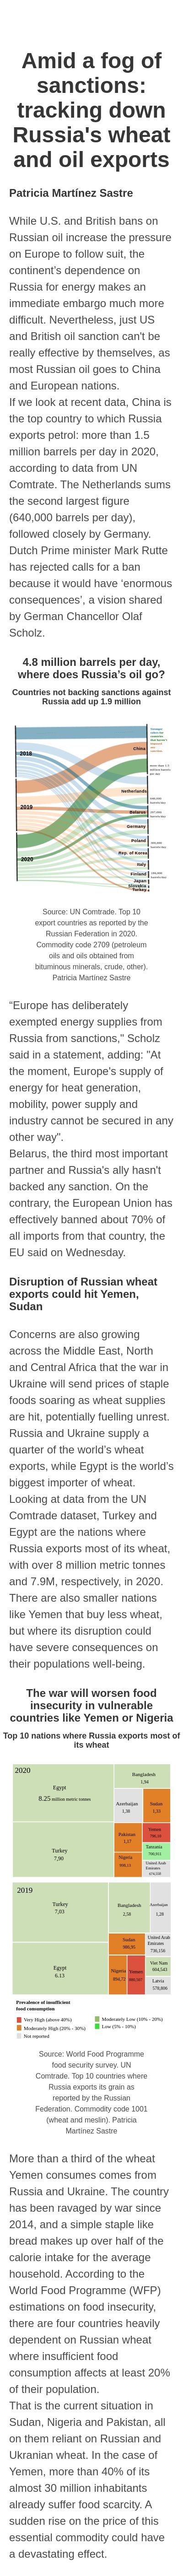 Amid a fog of
sanctions:
tracking down
Russia's wheat
and oil exports
Patricia Martínez Sastre
While U.S. and British bans on
Russian oil increase the pressure
on Europe to follow suit, the
continent's dependence on
Russia for energy makes an
immediate embargo much more
difficult. Nevertheless, just US
and British oil sanction can't be
really effective by themselves, as
most Russian oil goes to China
and European nations.
If we look at recent data, China is
the top country to which Russia
exports petrol: more than 1.5
million barrels per day in 2020,
according to data from UN
Comtrate. The Netherlands sums
the second largest figure
(640,000 barrels per day),
followed closely by Germany.
Dutch Prime minister Mark Rutte
has rejected calls for a ban
because it would have ‘enormous
consequences’, a vision shared
by German Chancellor Olaf
Scholz.
4.8 million barrels per day,
where does Russia's oil go?
Countries not backing sanctions against
Russia add up 1.9 million
2018
2019
2020
China
Netherlands
Belarus
Germany
Poland
Rep. of Korea
Italy
Finland
Japan
Slovakia
Turkey
Source: UN Comtrade. Top 10
export countries as reported by the
Russian Federation in 2020.
Commodity code 2709 (petroleum
oils and oils obtained from
bituminous minerals, crude, other).
Patricia Martínez Sastre
“Europe has deliberately
exempted energy supplies from
Russia from sanctions,” Scholz
said in a statement, adding: "At
the moment, Europe's supply of
energy for heat generation,
mobility, power supply and
industry cannot be secured in any
other way".
Belarus, the third most important
partner and Russia's ally hasn't
backed any sanction. On the
contrary, the European Union has
effectively banned about 70% of
all imports from that country, the
EU said on Wednesday.
Disruption of Russian wheat
exports could hit Yemen,
Sudan
Concerns are also growing
across the Middle East, North
and Central Africa that the war in
Ukraine will send prices of staple
foods soaring as wheat supplies
are hit, potentially fuelling unrest.
Russia and Ukraine supply a
quarter of the world’s wheat
exports, while Egypt is the world’s
biggest importer of wheat.
Looking at data from the UN
Comtrade dataset, Turkey and
Egypt are the nations where
Russia exports most of its wheat,
with over 8 million metric tonnes
and 7.9M, respectively, in 2020.
There are also smaller nations
like Yemen that buy less wheat,
but where its disruption could
have severe consequences on
their populations well-being.
The war will worsen food
insecurity in vulnerable
countries like Yemen or Nigeria
Top 10 nations where Russia exports most of
its wheat
2020
Egypt
8.25 million metric tonnes
Turkey
7,90
Bangladesh
1,94
Azerbaijan
1,38
Sudan
1,33
Pakistan
1,17
Nigeria
Yemen
Tanzania
United Arab
Emirates
2019
Turkey
7,03
Egypt
6.13
Bangladesh
2,58
Azerbaijan
1,28
Sudan
980,95
United Arab
Emirates
730,156
Nigeria
Yemen
Viet Nam
604,543
Latvia
578,806
Prevalence of insufficient
food consumption
Very High (above 40%)
Moderately High (20% - 30%)
Not reported
Moderately Low (10% - 20%)
Low (5% - 10%)
Source: World Food Programme
food security survey. UN
Comtrade. Top 10 countries where
Russia exports its grain as
reported by the Russian
Federation. Commodity code 1001
(wheat and meslin). Patricia
Martínez Sastre
More than a third of the wheat
Yemen consumes comes from
Russia and Ukraine. The country
has been ravaged by war since
2014, and a simple staple like
bread makes up over half of the
calorie intake for the average
household. According to the
World Food Programme (WFP)
estimations on food insecurity,
there are four countries heavily
dependent on Russian wheat
where insufficient food
consumption affects at least 20%
of their population.
That is the current situation in
Sudan, Nigeria and Pakistan, all
on them reliant on Russian and
Ukranian wheat. In the case of
Yemen, more than 40% of its
almost 30 million inhabitants
already suffer food scarcity. A
sudden rise on the price of this
essential commodity could have
a devastating effect.